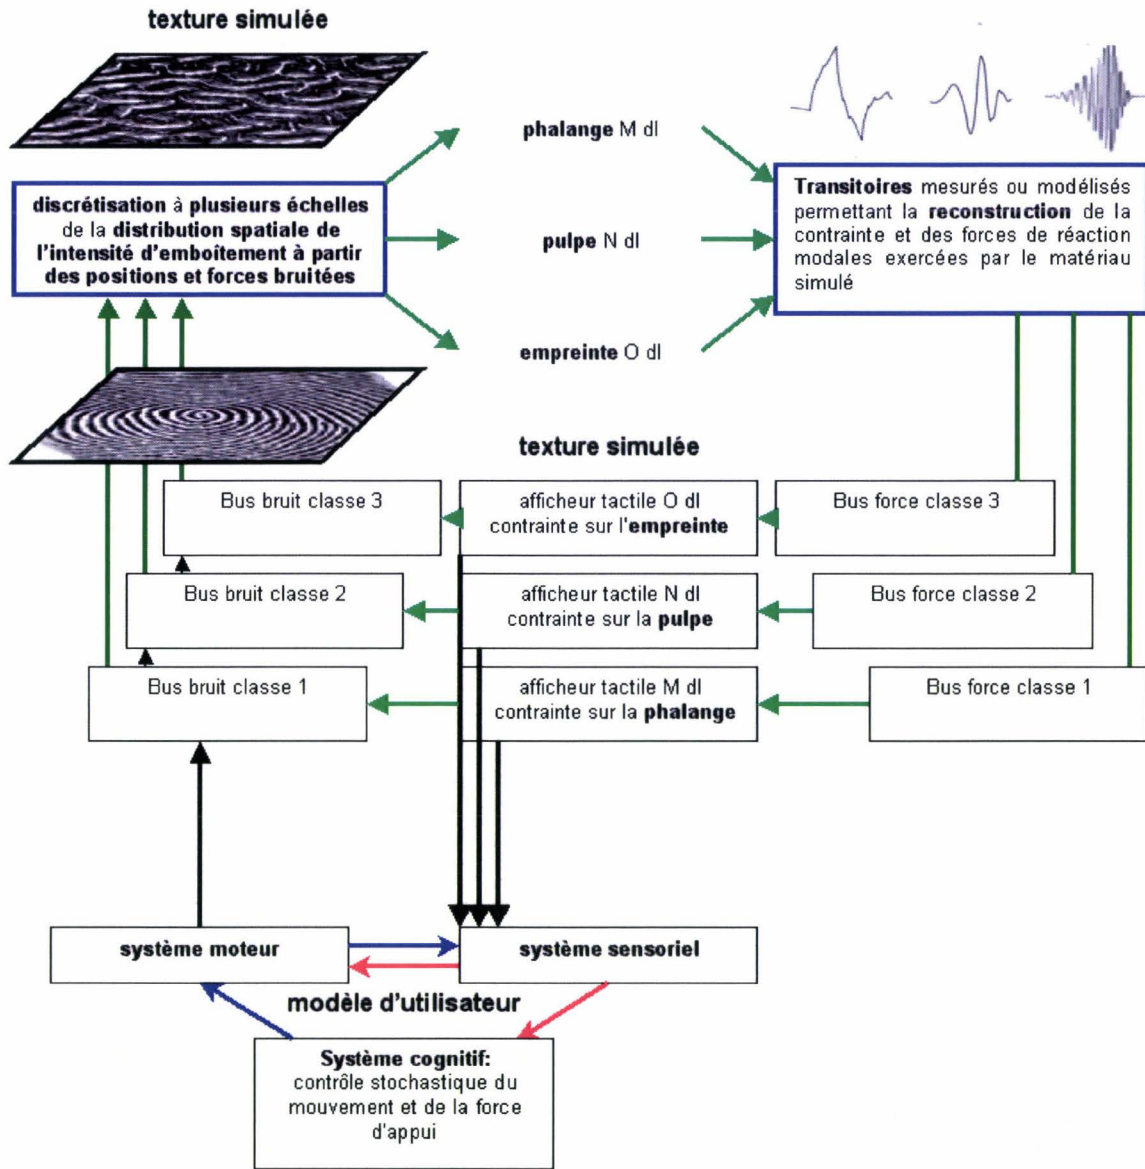 texture simulée
phalange M dl
discrétisation à plusieurs échelles
de la distribution spatiale de
l'intensité d'emboîtement à partir
des positions et forces bruitées
pulpe N dl
Transitoires mesurés ou modélisés
permettant la reconstruction de la
contrainte et des forces de réaction
modales exercées par le matériau
simulé
empreinte O dl
texture simulée
Bus bruit classe 3
afficheur tactile O dl
contrainte sur l'empreinte
Bus force classe 3
Bus bruit classe 2
afficheur tactile N dl
contrainte sur la pulpe
Bus force classe 2
Bus bruit classe 1
afficheur tactile M dl
contrainte sur la phalange
Bus force classe 1
système moteur
système sensoriel
modèle d'utilisateur
Système cognitif:
contrôle stochastique du
mouvement et de la force
d'appui